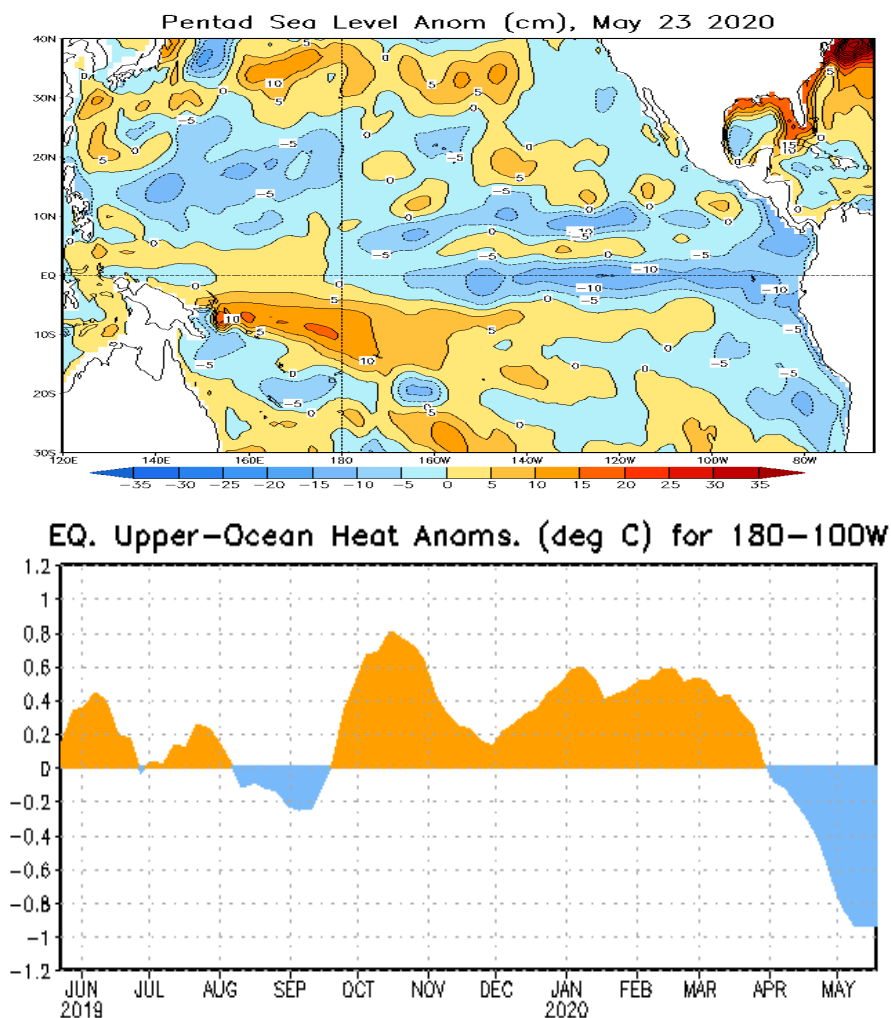 Pentad Sea Level Anom (cm), May 23 2020
40N
30N
20N
10N
EQ
10S
20S
30S
120E 140E 160E 180 160W 140W 120W 100W 80W
-35 -30 -25 -20 -15 -10 -5 0 5 10 15 20 25 30 35
EQ. Upper-Ocean Heat Anoms. (deg C) for 180-100W
1.2
1
0.8
0.6
0.4
0.2
0
-0.2
-0.4
-0.6
-0.8
-1
-1.2
JUN JUL AUG SEP OCT NOV DEC JAN FEB MAR APR MAY
2019 2020